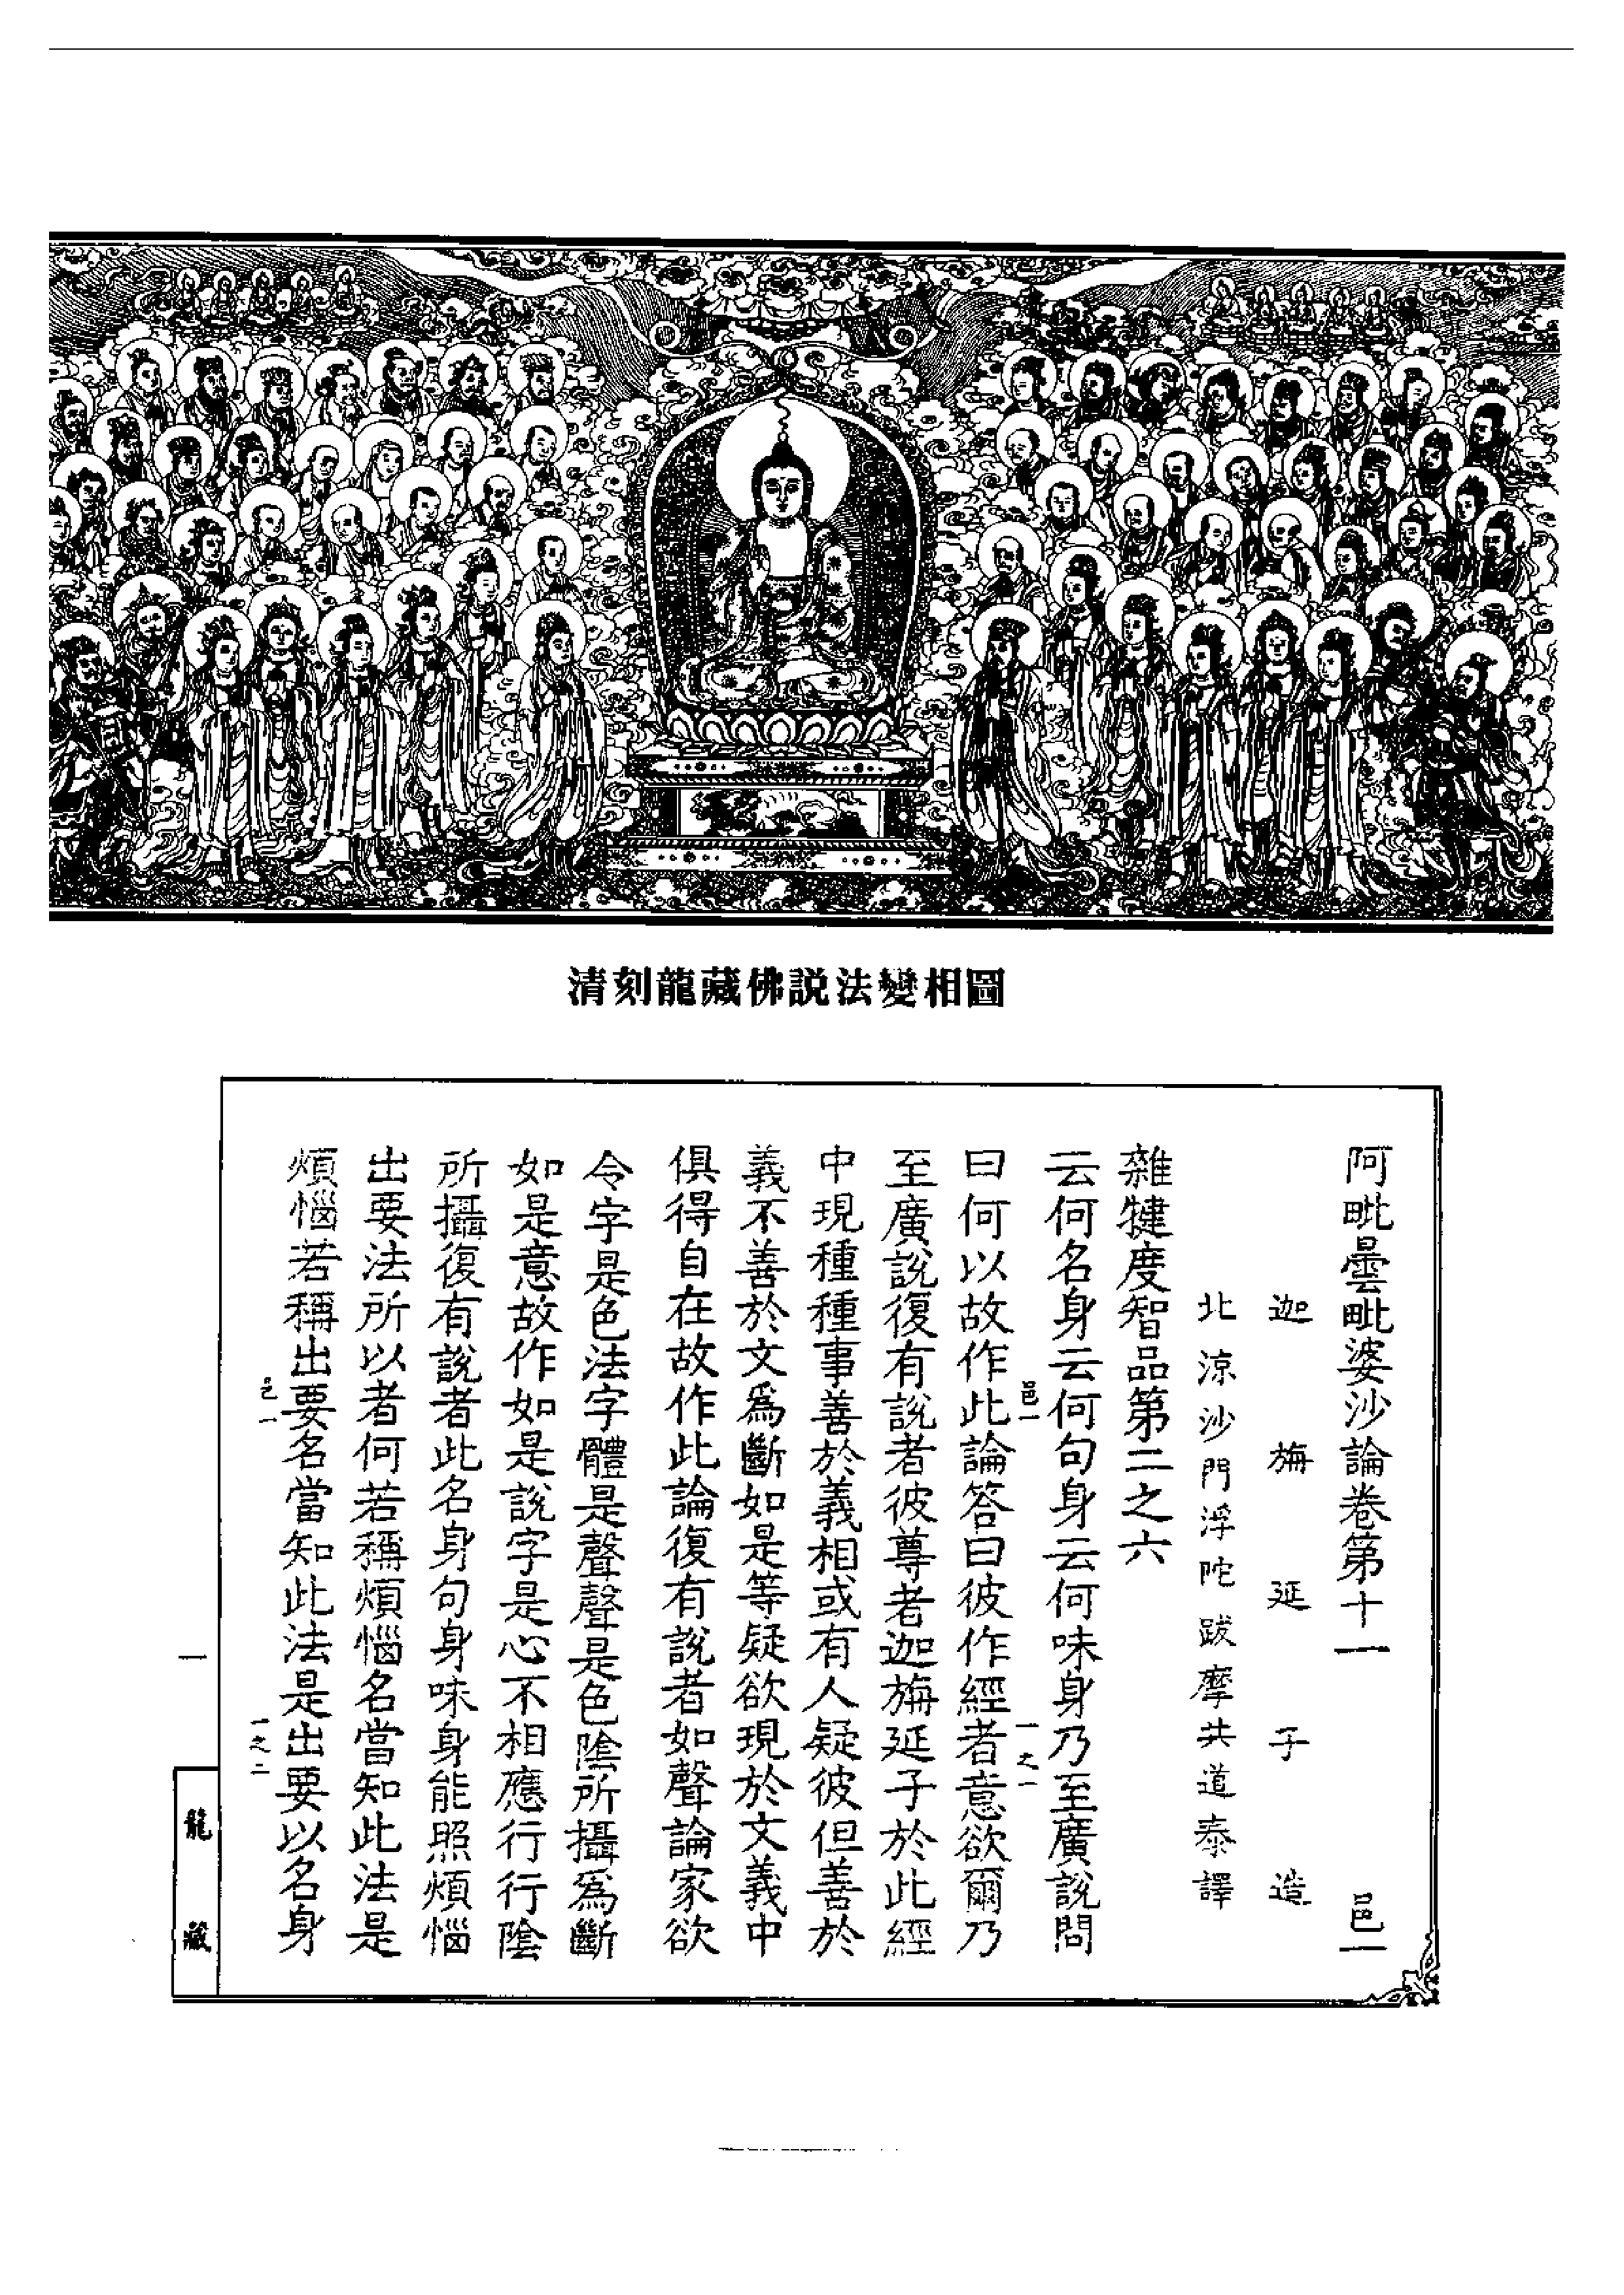 清刻龍藏佛説法變相圖
阿毗曇毗婆沙論卷第十一 邑一
迦旃延子造
北涼沙門浮陀跋摩共道泰譯
雜犍度智品第二之六
云何名身云何句身云何味身乃至廣說問
邑一 一之一
曰何以故作此論答曰彼作經者意欲爾乃
至廣說復有說者彼尊者迦旃延子於此經
中現種種事善於義相或有人疑彼但善於
義不善於文爲斷如是等疑欲現於文義中
俱得自在故作此論復有說者如聲論家欲
令字是色法字體是聲聲是色陰所攝爲斷
如是意故作如是說字是心不相應行行陰
所攝復有說者此名身句身味身能照煩惱
出要法所以者何若稱煩惱名當知此法是
煩惱若稱出要名當知此法是出要以名身
邑一 一之二
一
龍藏